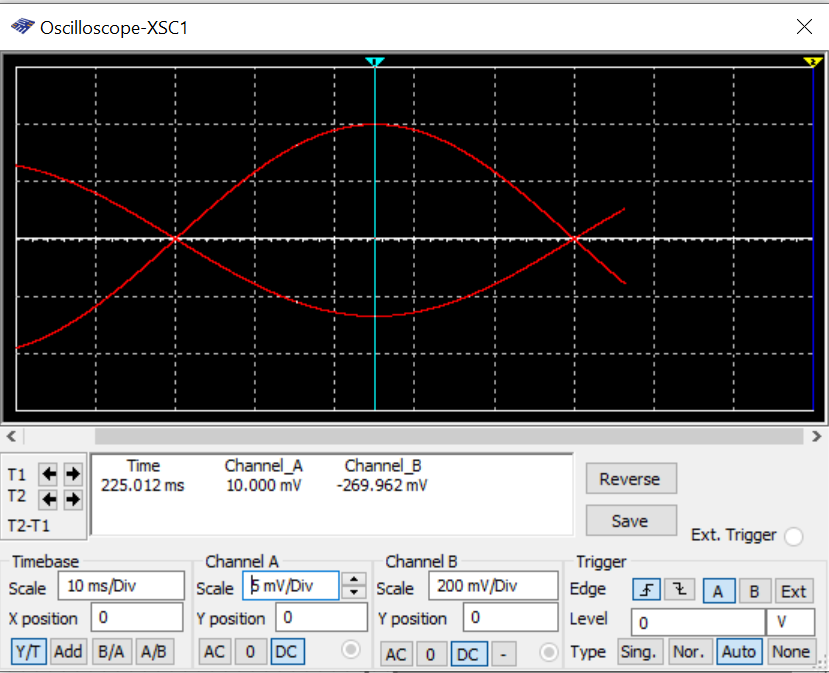 Oscilloscope-XSC1
1 2
T1
T2
T2-T1
Time Channel_A Channel_B
225.012 ms 10.000 mV -269.962 mV
Reverse
Save
Ext. Trigger
Timebase Channel A Channel B Trigger
Scale 10 ms/Div Scale 5 mV/Div Scale 200 mV/Div Edge A B Ext
X position 0 Y position 0 Y position 0 Level 0 V
Y/T Add B/A A/B AC 0 DC AC 0 DC - Type Sing. Nor. Auto None